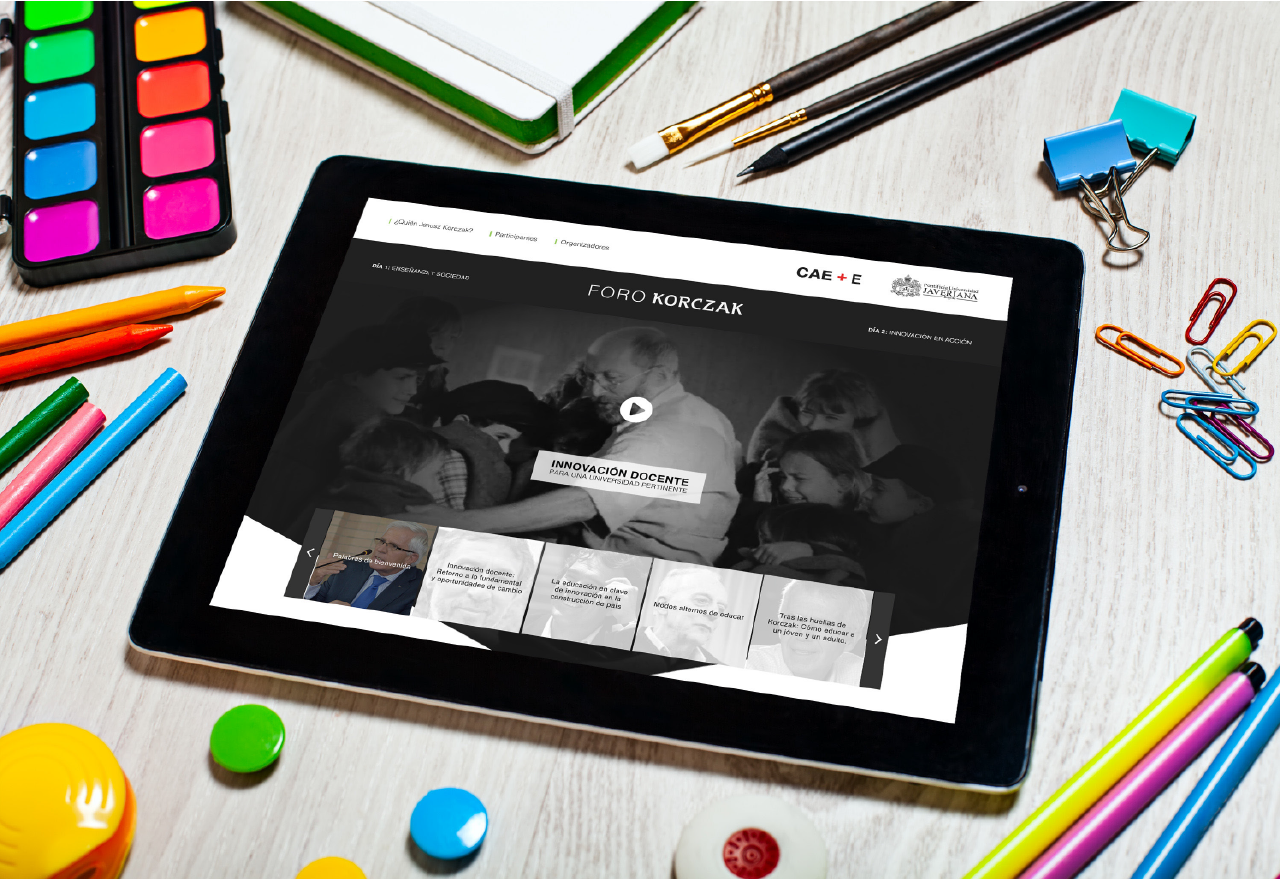 ¿Quién Janusz Korczak?
Participantes
Organizadores
CAE + E
Pontificia Universidad
JAVERIANA
DÍA 1: ENSEÑANZA Y SOCIEDAD
FORO KORCZAK
DÍA 2: INNOVACIÓN EN ACCIÓN
INNOVACIÓN DOCENTE
PARA UNA UNIVERSIDAD PERTINENTE
Palabras de bienvenida
Innovación docente:
Retorno a lo fundamental
y oportunidades de cambio
La educación en clave
de innovación en la
construcción de país
Modos alternos de educar
Tras las huellas de
Korczak: Cómo educar a
un jóven y un adulto.